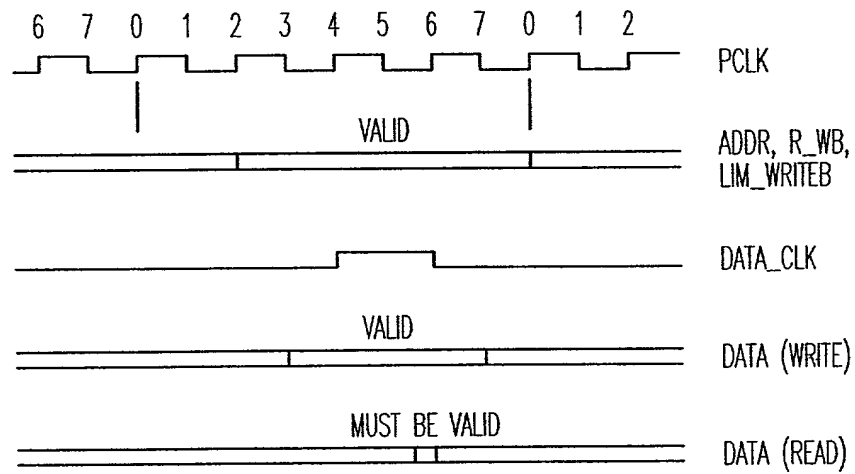 6 7 0 1 2 3 4 5 6 7 0 1 2
PCLK
VALID
ADDR, R_WB,
LIM_WRITEB
DATA_CLK
VALID
DATA (WRITE)
MUST BE VALID
DATA (READ)